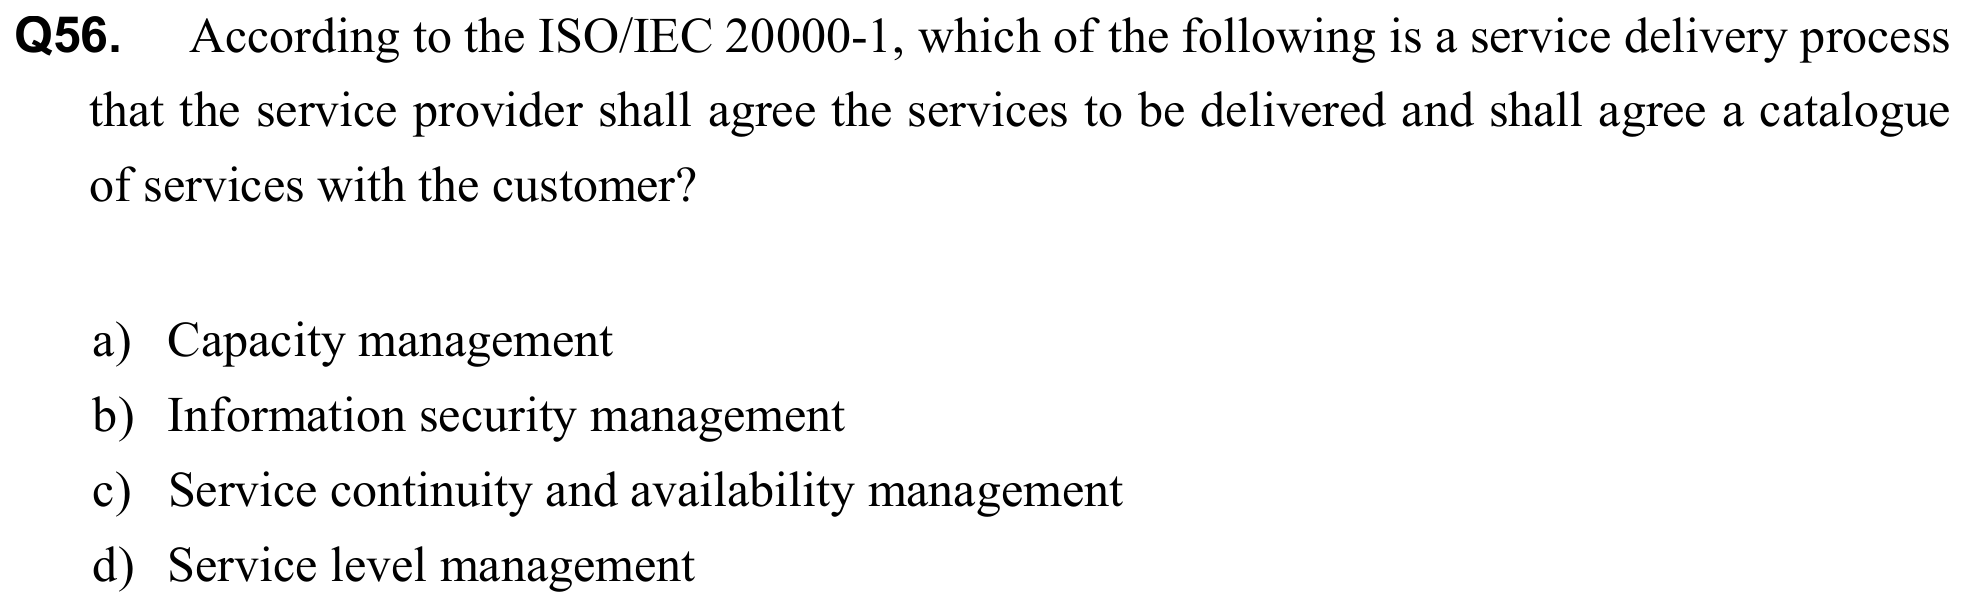 Q56. According to the ISO/IEC 20000-1, which of the following is a service delivery process
that the service provider shall agree the services to be delivered and shall agree a catalogue
of services with the customer?
a) Capacity management
b) Information security management
c) Service continuity and availability management
d) Service level management